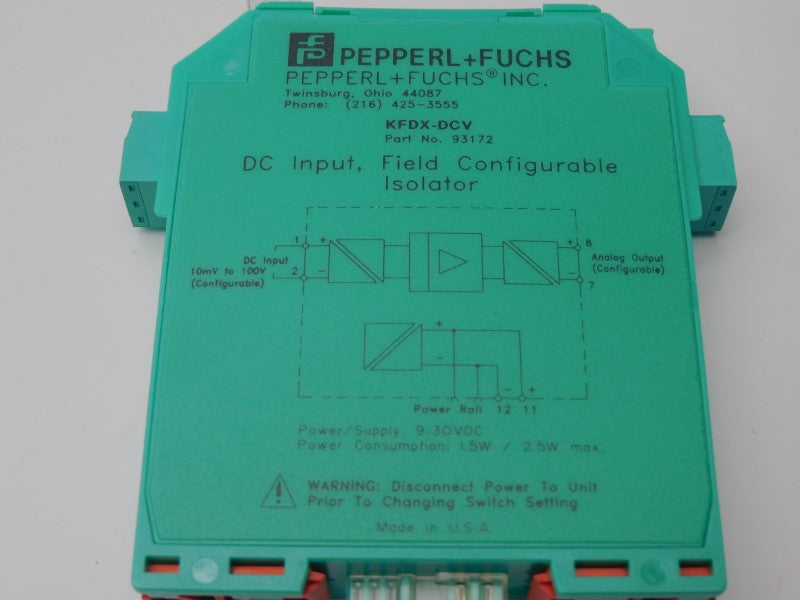 PEPPERL+FUCHS
PEPPERL+FUCHS® INC.
Twinsburg, Ohio 44087
Phone: (216) 425-3555
KFDX-DCV
Part No. 93172
DC Input, Field Configurable
Isolator
1 + + 8
DC Input
10mV to 100V
(Configurable)
Analog Output
(Configurable)
2 - - 7
+
-
- +
Power Rail 12 11
Power/Supply: 9-30VDC
Power Consumption: 1.5W / 2.5W max.
WARNING: Disconnect Power To Unit
Prior To Changing Switch Setting
Made in U.S.A.